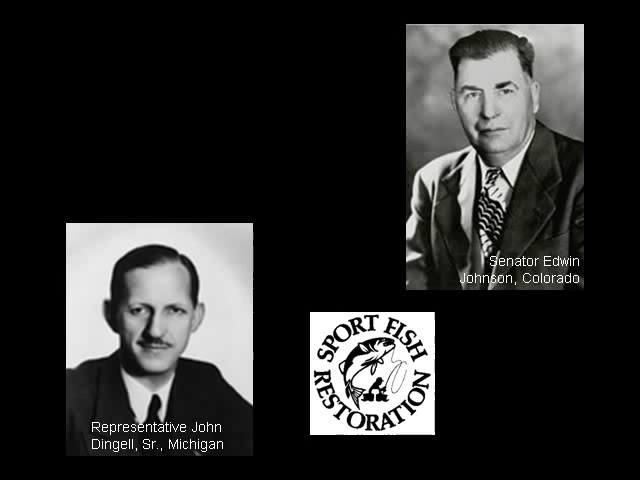 Senator Edwin
Johnson, Colorado
SPORT FISH
RESTORATION
Representative John
Dingell, Sr., Michigan